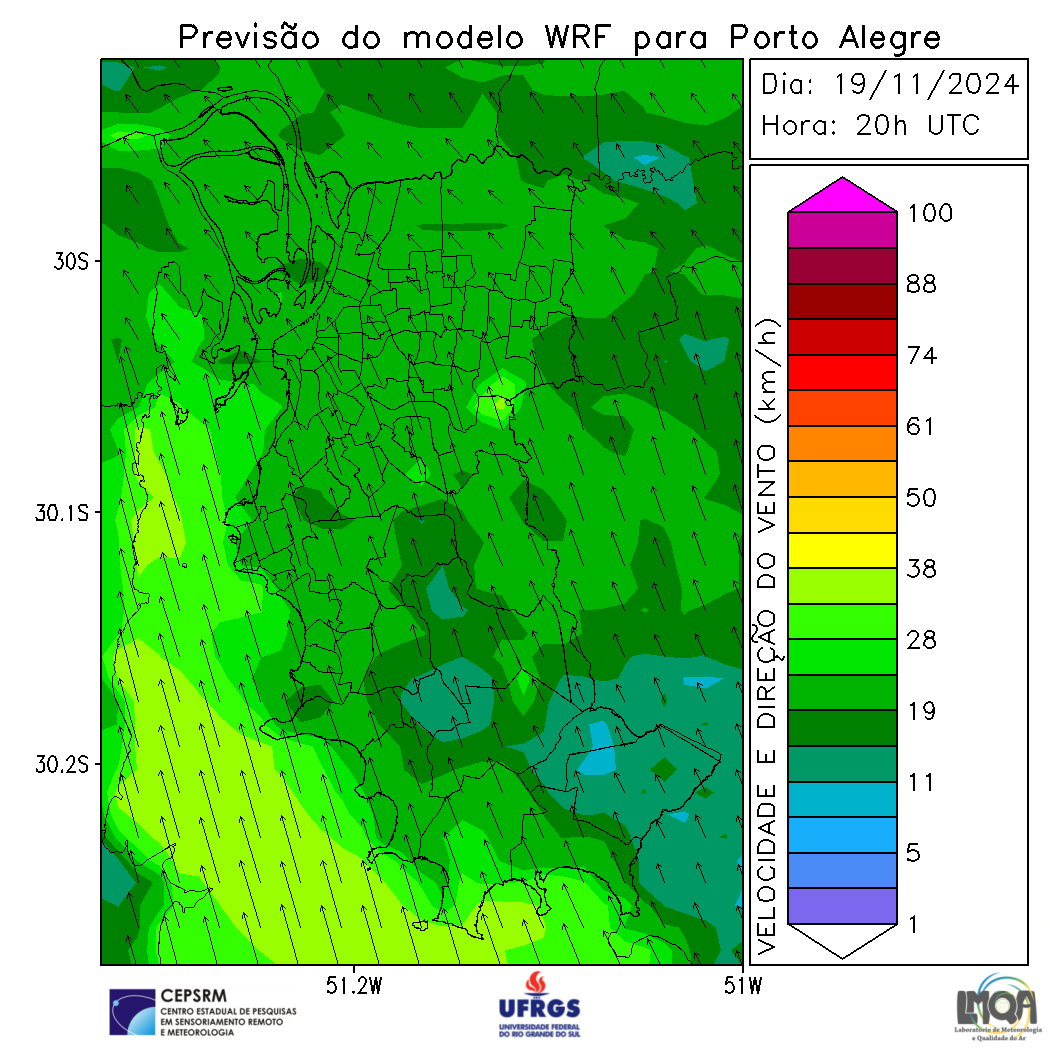 Previsão do modelo WRF para Porto Alegre
Dia: 19/11/2024
Hora: 20h UTC
30S
30.1S
30.2S
51.2W
51W
VELOCIDADE E DIREÇÃO DO VENTO (km/h)
100
88
74
61
50
38
28
19
11
5
1
CEPSRM
CENTRO ESTADUAL DE PESQUISAS
EM SENSORIAMENTO REMOTO
E METEOROLOGIA
UFRGS
UNIVERSIDADE FEDERAL
DO RIO GRANDE DO SUL
LMQA
Laboratório de Meteorologia
e Qualidade do Ar